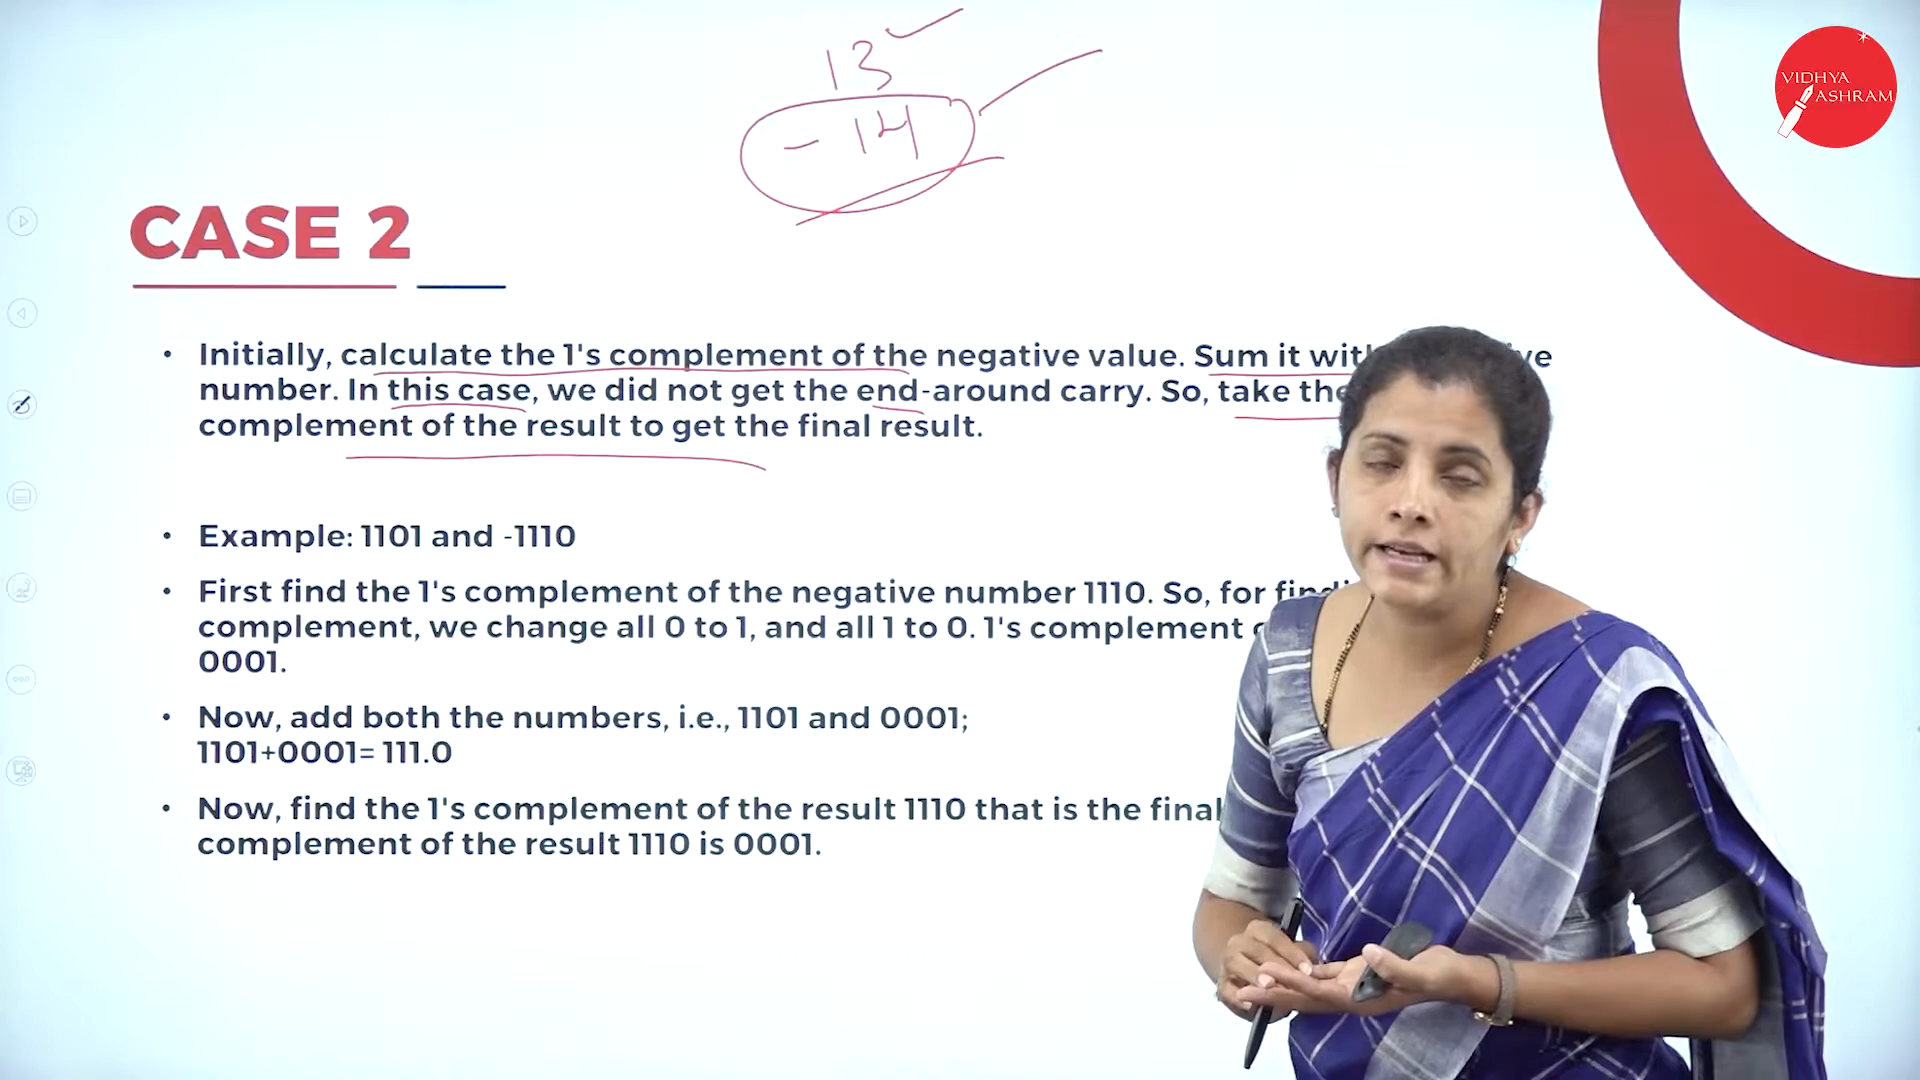 13
- 14
VIDHYA
ASHRAM
CASE 2
• Initially, calculate the 1's complement of the negative value. Sum it
number. In this case, we did not get the end-around carry. So, take the
complement of the result to get the final result.
• Example: 1101 and -1110
• First find the 1's complement of the negative number 1110. So, for
complement, we change all 0 to 1, and all 1 to 0. 1's complement
0001.
• Now, add both the numbers, i.e., 1101 and 0001;
1101+0001= 111.0
• Now, find the 1's complement of the result 1110 that is the final
complement of the result 1110 is 0001.